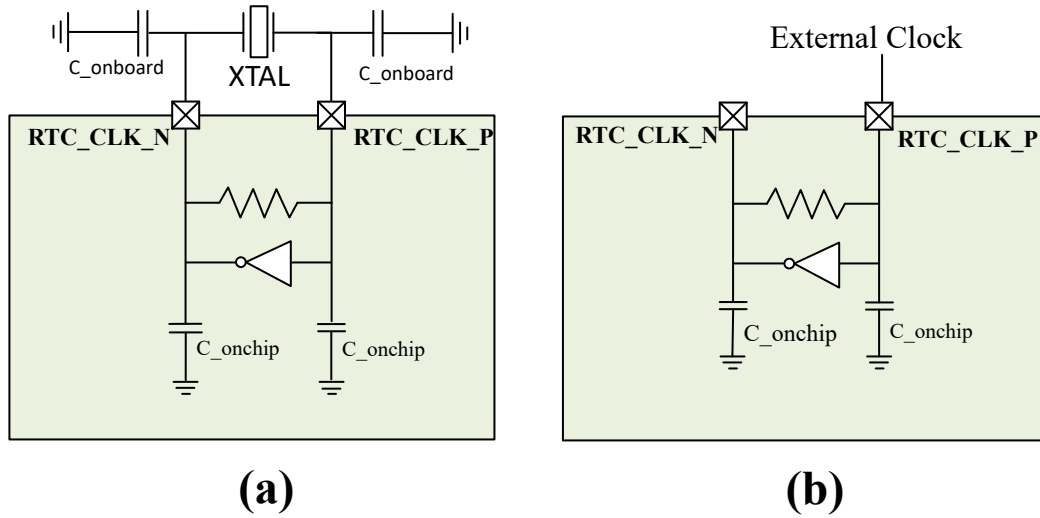 C_onboard
XTAL
C_onboard
RTC_CLK_N
RTC_CLK_P
C_onchip
C_onchip
(a)
External Clock
RTC_CLK_N
RTC_CLK_P
C_onchip
C_onchip
(b)